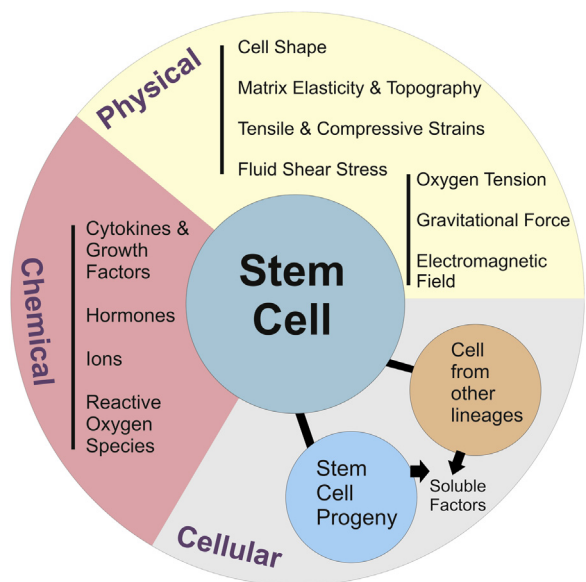 Physical
Cell Shape
Matrix Elasticity & Topography
Tensile & Compressive Strains
Fluid Shear Stress
Oxygen Tension
Gravitational Force
Electromagnetic
Field
Chemical
Cytokines &
Growth
Factors
Hormones
Ions
Reactive
Oxygen
Species
Stem
Cell
Cell
from
other
lineages
Stem
Cell
Progeny
Soluble
Factors
Cellular